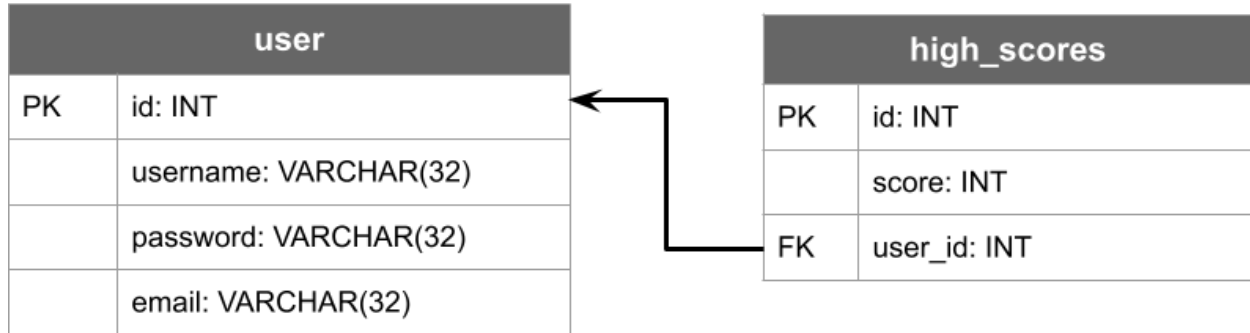 user
PK id: INT
username: VARCHAR(32)
password: VARCHAR(32)
email: VARCHAR(32)
high_scores
PK id: INT
score: INT
FK user_id: INT